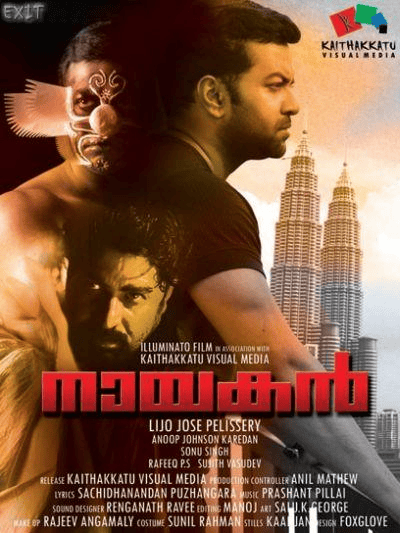 EXIT
KAITHAKKATU
VISUAL MEDIA
ILLUMINATO FILM IN ASSOCIATION WITH
KAITHAKKATU VISUAL MEDIA
നായകൻ
LIJO JOSE PELISSERY
ANOOP JOHNSON KAREDAN
SONU SINGH
RAFEEQ P.S SUJITH VASUDEV
RELEASE KAITHAKKATU VISUAL MEDIA PRODUCTION CONTROLLER ANIL MATHEW
LYRICS SACHIDHANANDAN PUZHANGARA MUSIC PRASHANT PILLAI
SOUND DESIGNER RENGANATH RAVEE EDITING MANOJ ART SAIJ.K.GEORGE
MAKE UP RAJEEV ANGAMALY COSTUME SUNIL RAHMAN STILLS DESIGN FOXGLOVE